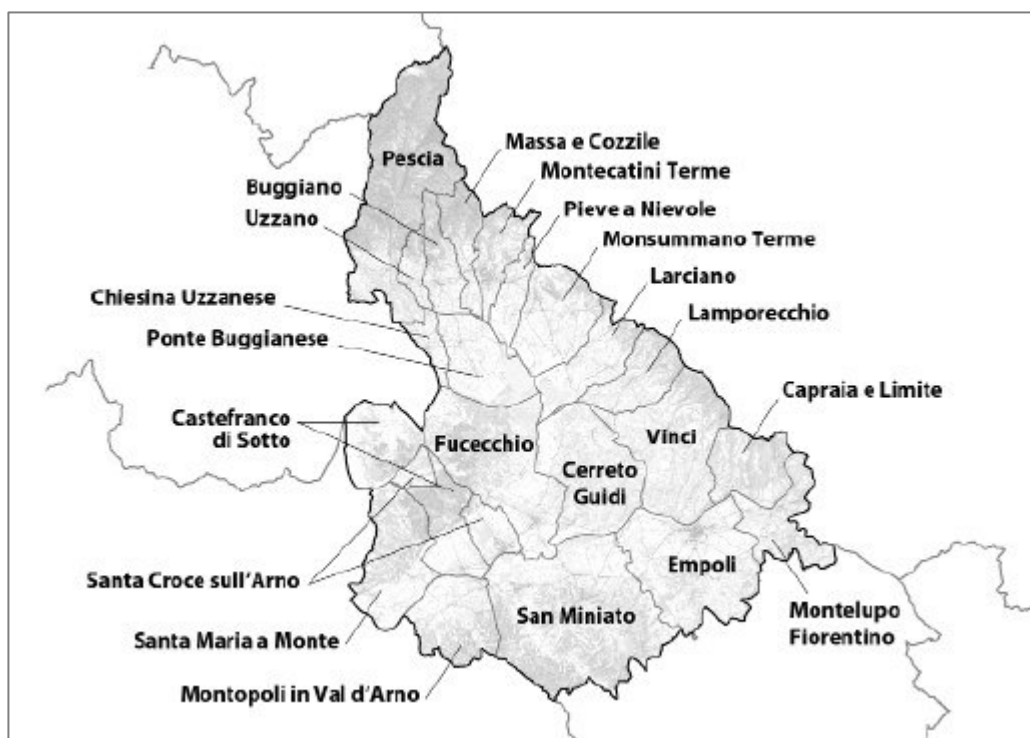 Pescia
Massa e Cozzile
Montecatini Terme
Buggiano
Pieve a Nievole
Uzzano
Monsummano Terme
Larciano
Chiesina Uzzanese
Lamporecchio
Ponte Buggianese
Capraia e Limite
Castefranco
di Sotto
Fucecchio
Vinci
Cerreto
Guidi
Empoli
Santa Croce sull'Arno
San Miniato
Montelupo
Fiorentino
Santa Maria a Monte
Montopoli in Val d'Arno